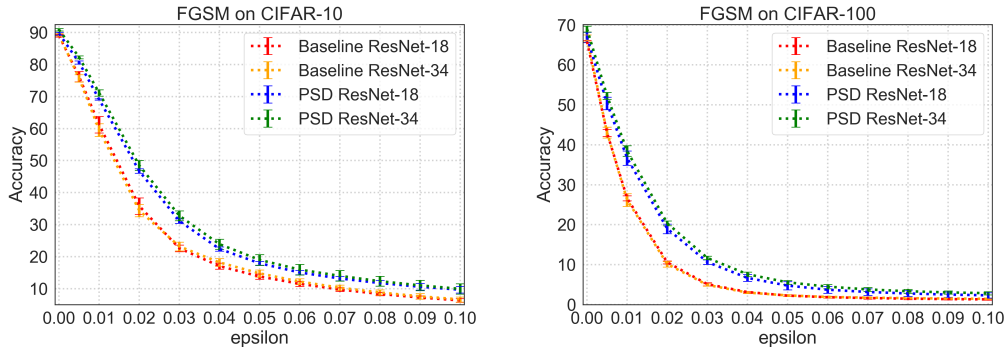 FGSM on CIFAR-10
90
80
70
60
50
40
30
20
10
Accuracy
Baseline ResNet-18
Baseline ResNet-34
PSD ResNet-18
PSD ResNet-34
0.00 0.01 0.02 0.03 0.04 0.05 0.06 0.07 0.08 0.09 0.10
epsilon
FGSM on CIFAR-100
70
60
50
40
30
20
10
0
Accuracy
Baseline ResNet-18
Baseline ResNet-34
PSD ResNet-18
PSD ResNet-34
0.00 0.01 0.02 0.03 0.04 0.05 0.06 0.07 0.08 0.09 0.10
epsilon